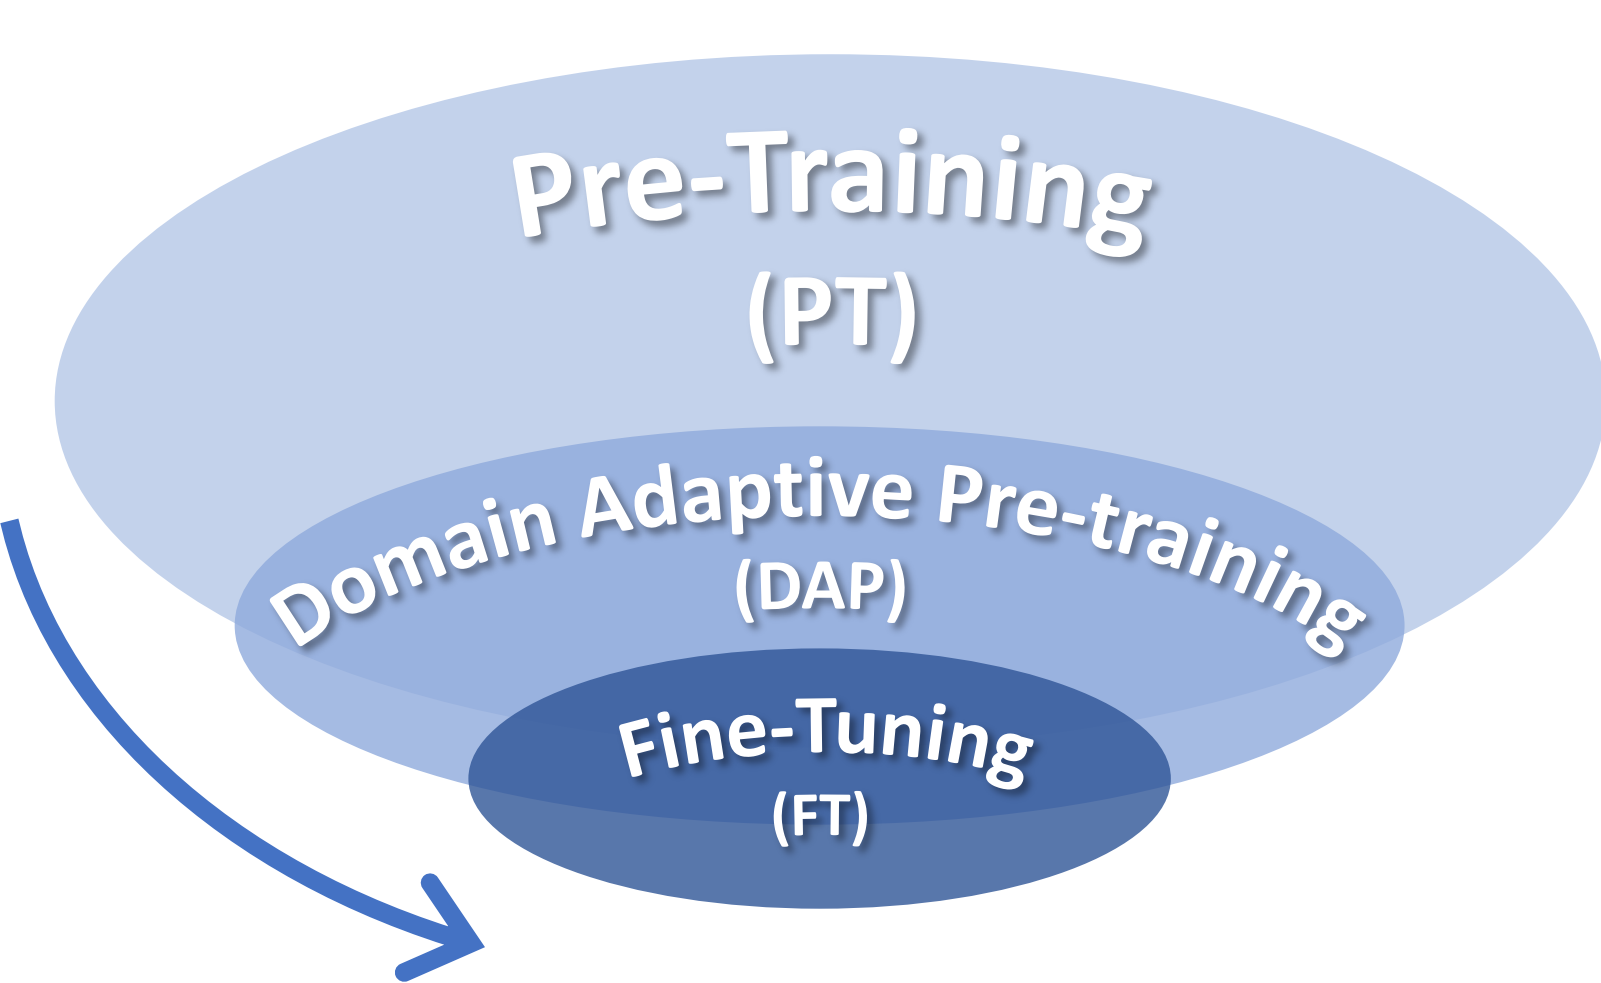 Pre-Training
(PT)
Domain Adaptive Pre-training
(DAP)
Fine-Tuning
(FT)